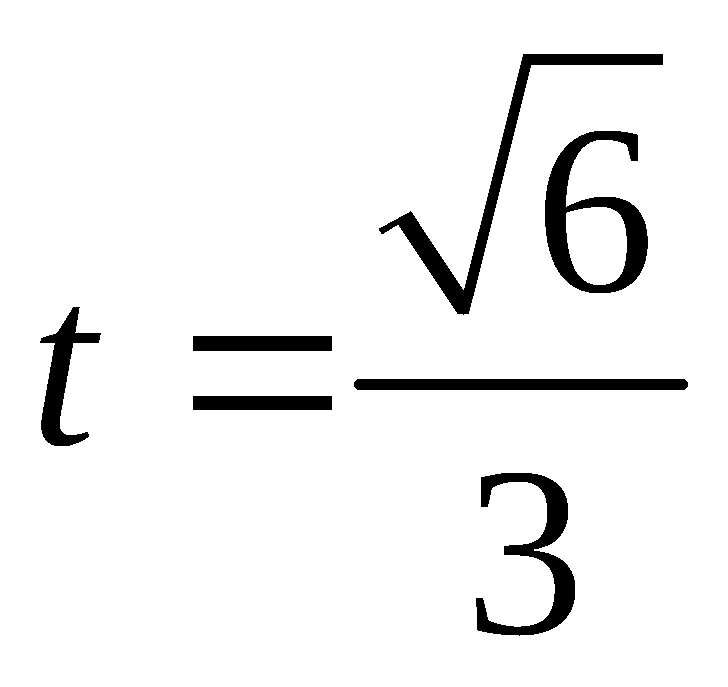 t = √6/3